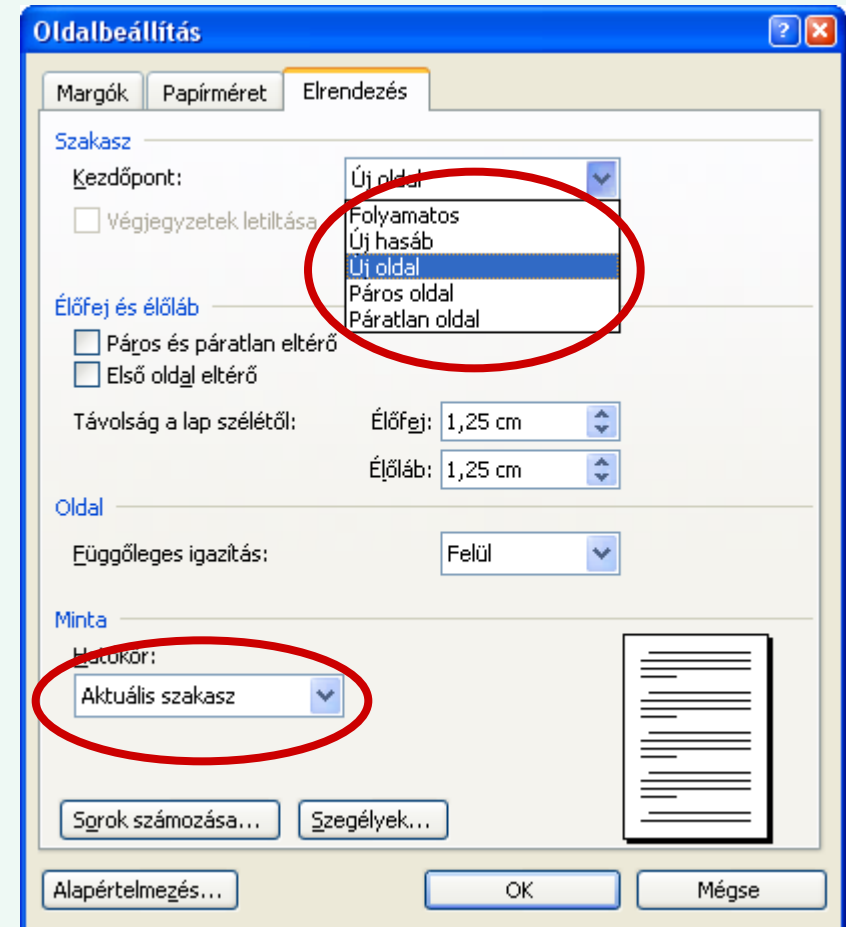 Oldalbeállítás
Margók Papírméret Elrendezés
Szakasz
Kezdőpont: Új oldal
Végjegyzetek letiltása
Folyamatos
Új hasáb
Új oldal
Páros oldal
Páratlan oldal
Élőfej és élőláb
Páros és páratlan eltérő
Első oldal eltérő
Távolság a lap szélétől: Élőfej: 1,25 cm
Élőláb: 1,25 cm
Oldal
Függőleges igazítás: Felül
Minta
Hatókör:
Aktuális szakasz
Sorok számozása... Szegélyek...
Alapértelmezés... OK Mégse